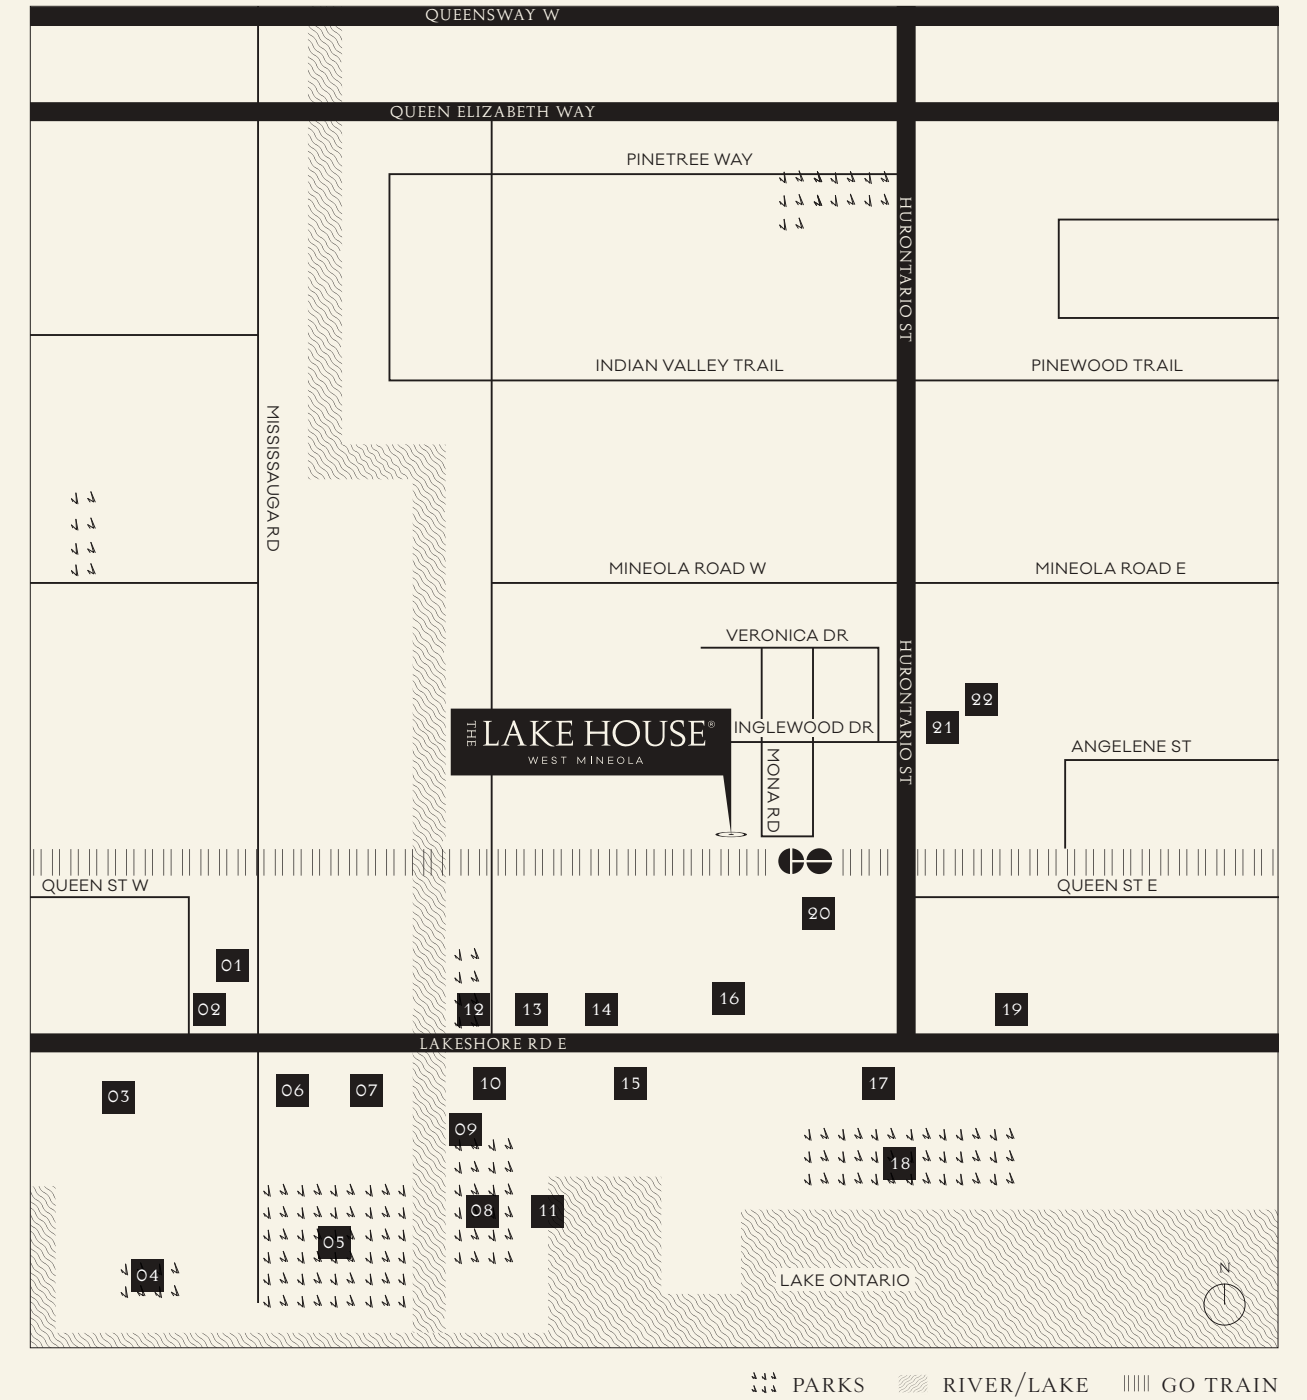 QUEENSWAY W
QUEEN ELIZABETH WAY
PINETREE WAY
HURONTARIO ST
INDIAN VALLEY TRAIL
PINEWOOD TRAIL
MISSISSAUGA RD
MINEOLA ROAD W
MINEOLA ROAD E
VERONICA DR
HURONTARIO ST
22
21
THE LAKE HOUSE®
WEST MINEOLA
INGLEWOOD DR
ANGELENE ST
MONA RD
GO
QUEEN ST W
QUEEN ST E
20
01
02
12
13
14
16
19
LAKESHORE RD E
03
06
07
10
15
17
09
18
08
11
05
04
LAKE ONTARIO
N
PARKS
RIVER/LAKE
GO TRAIN